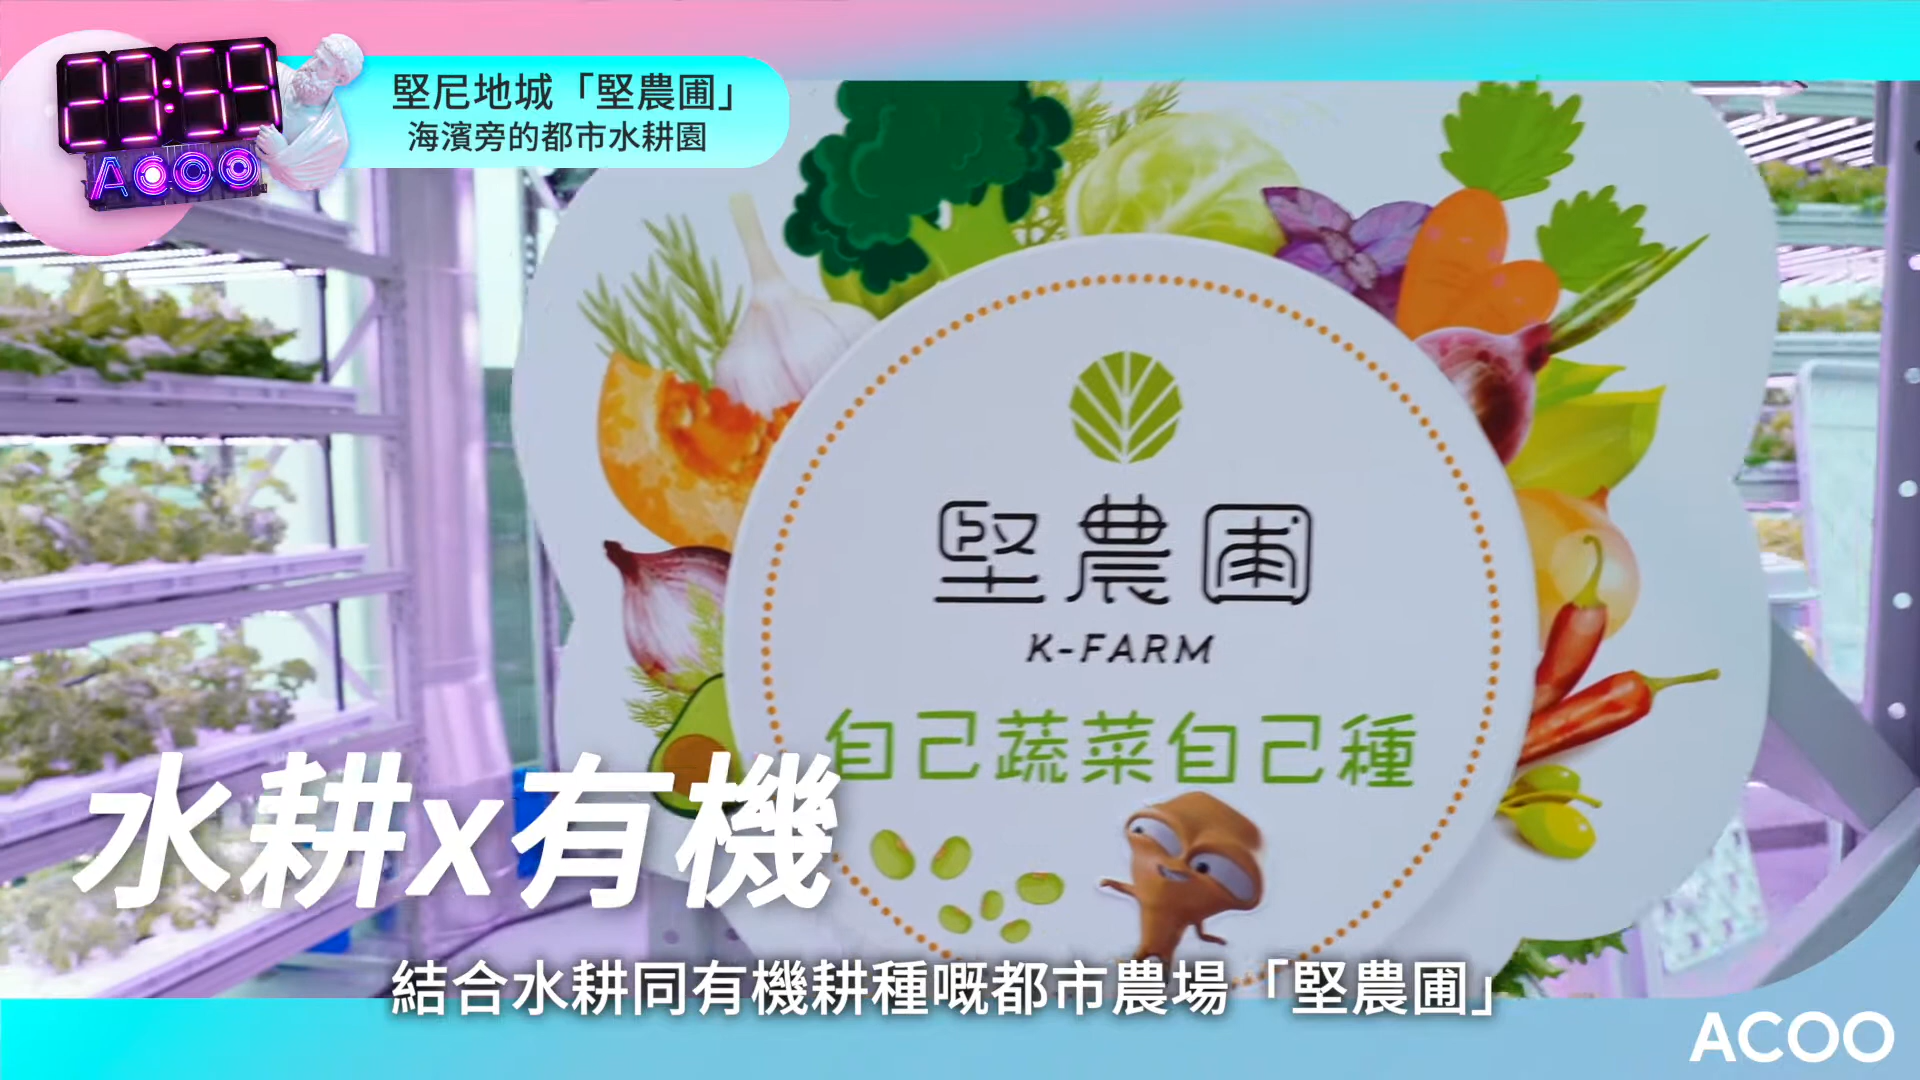 23:59
ACOO
堅尼地城「堅農圃」
海濱旁的都市水耕園
堅農圃
K-FARM
自己蔬菜自己種
水耕x有機
結合水耕同有機耕種嘅都市農場「堅農圃」
ACOO